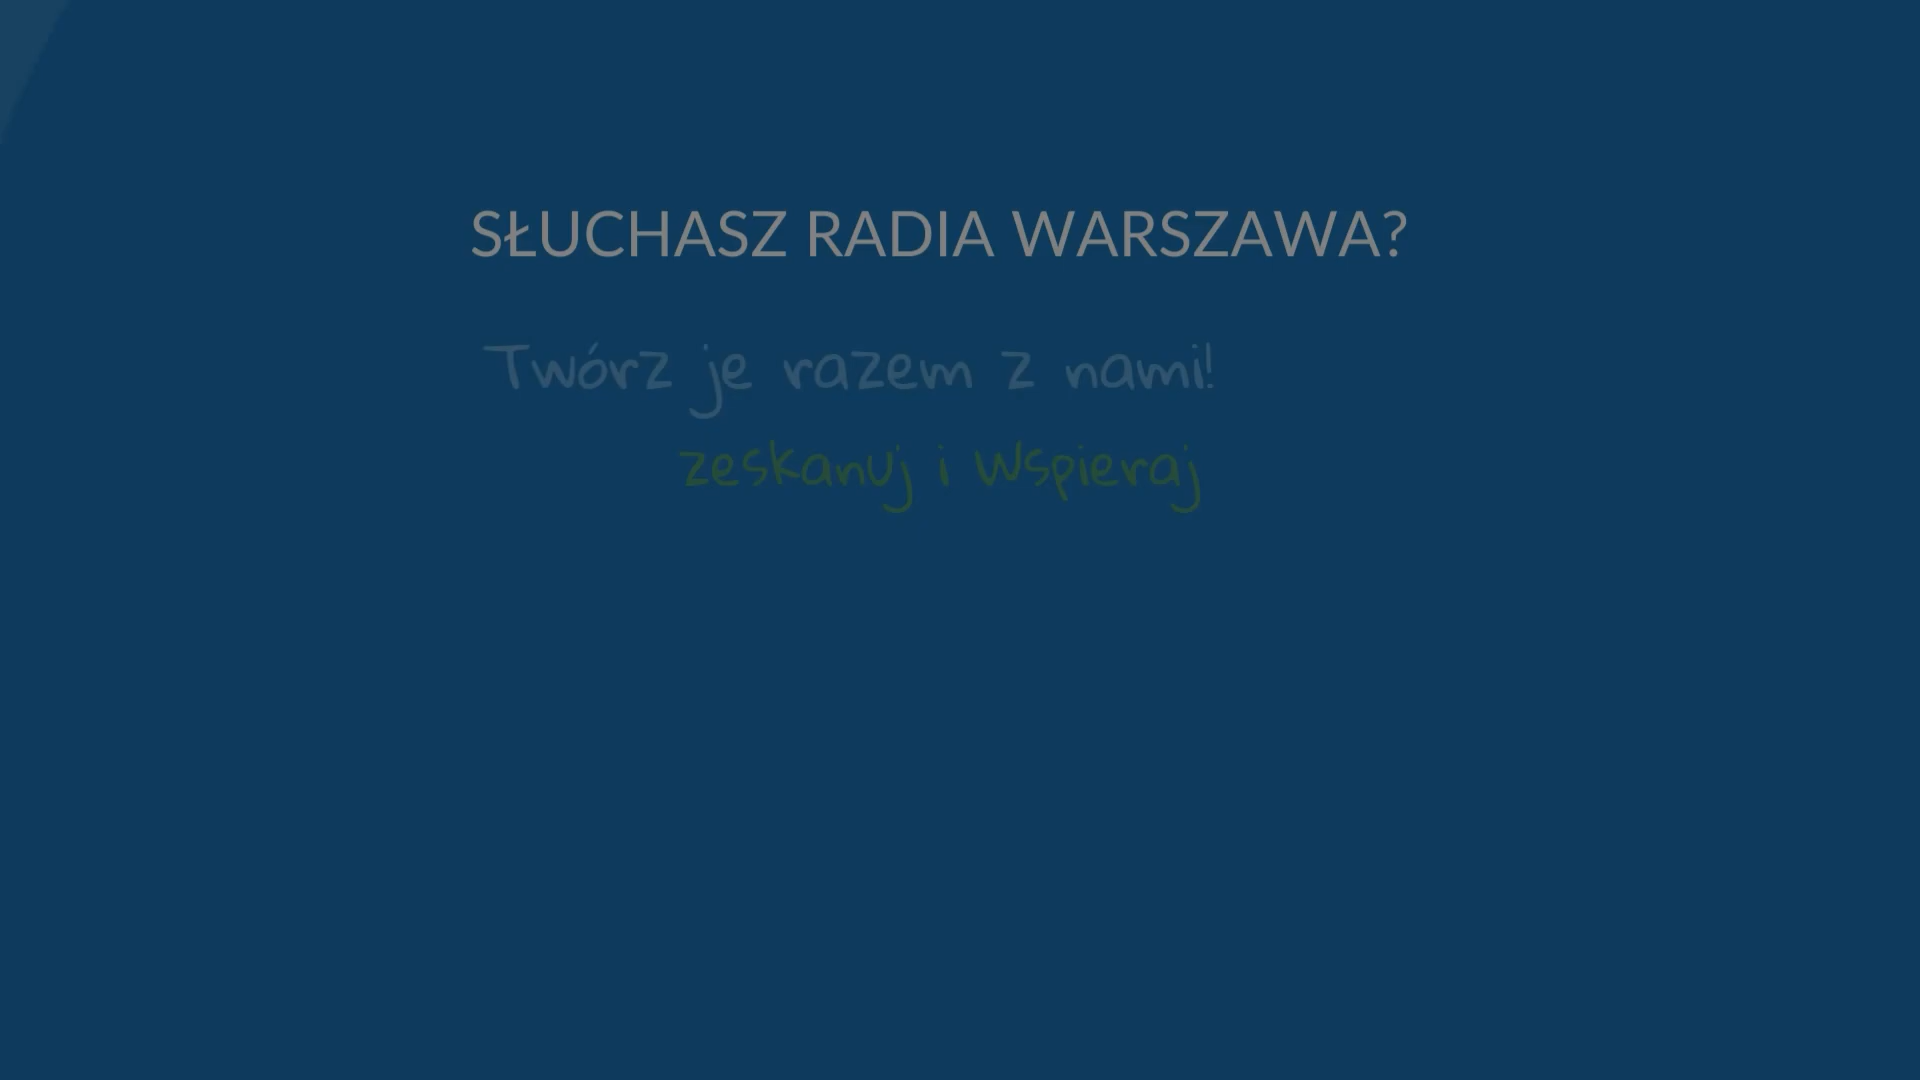 SŁUCHASZ RADIA WARSZAWA?
Twórz je razem z nami!
zeskanuj i wspieraj